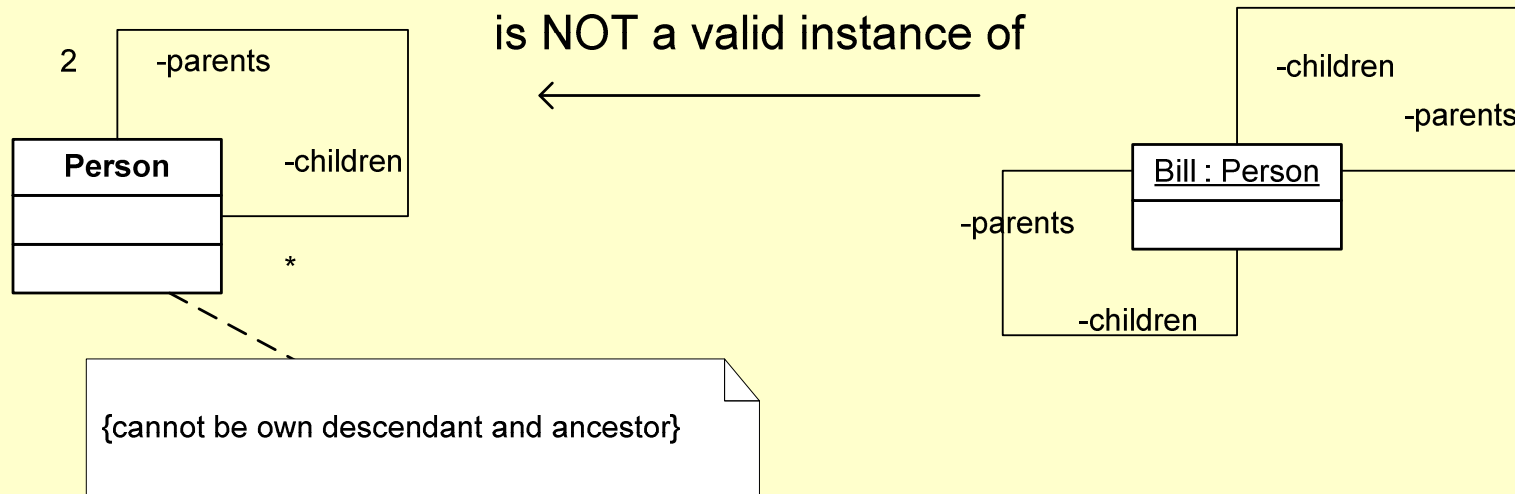 is NOT a valid instance of
2
-parents
-children
Person
-children
*
{cannot be own descendant and ancestor}
-parents
Bill : Person
-parents
-children